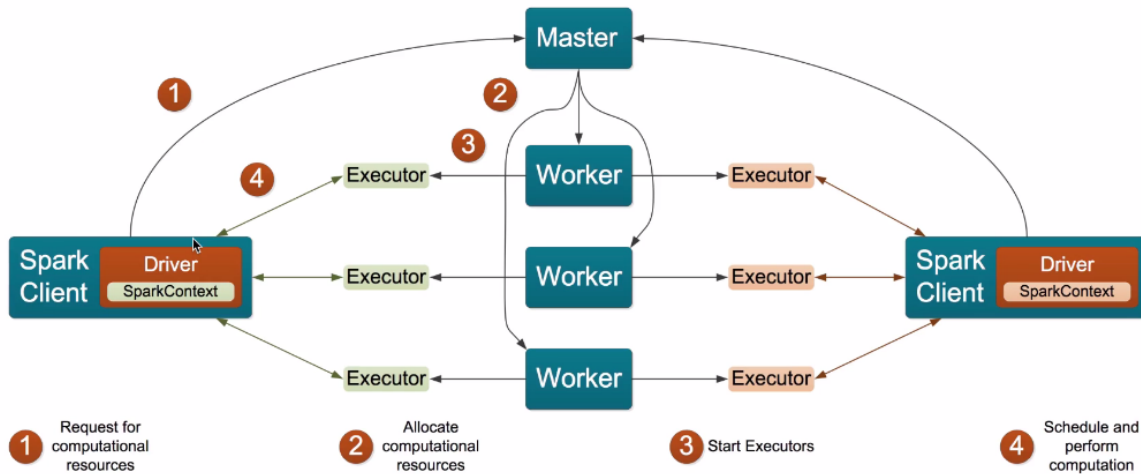 Master
1
2
3
4
Executor
Worker
Executor
Spark
Client
Driver
SparkContext
Executor
Worker
Executor
Spark
Client
Driver
SparkContext
Executor
Worker
Executor
1
Request for
computational
resources
2
Allocate
computational
resources
3
Start Executors
4
Schedule and
perform
computation